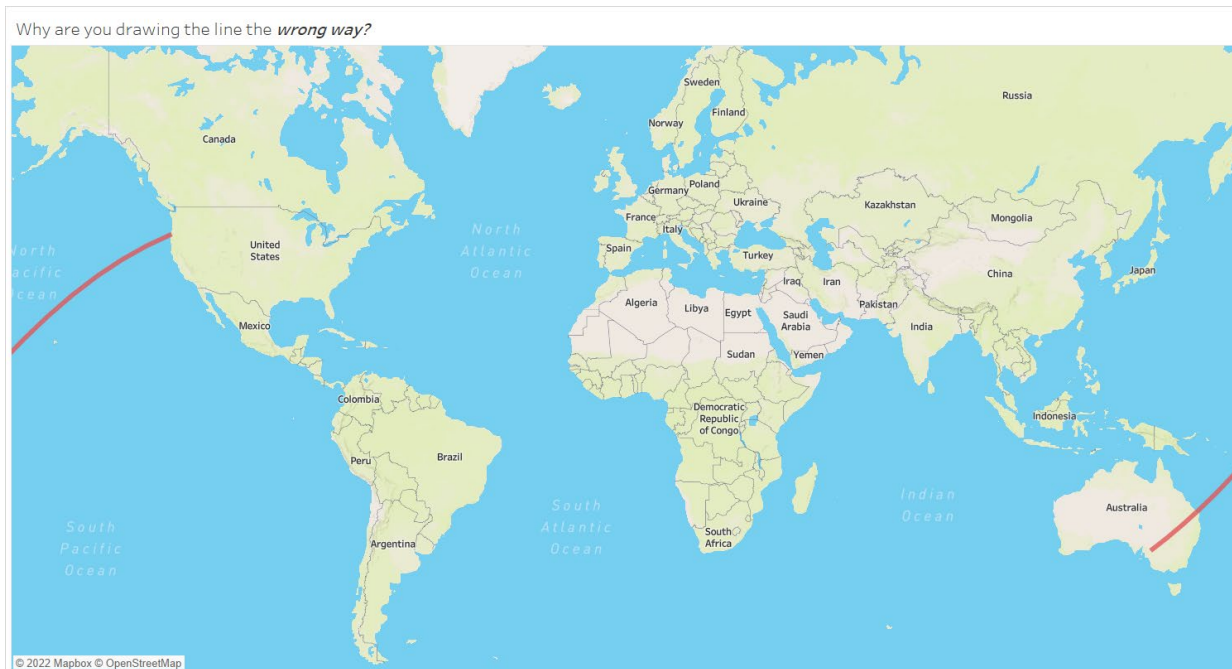 Why are you drawing the line the wrong way?
Sweden
Russia
Finland
Norway
Canada
Poland
Germany
Ukraine
Kazakhstan
France
Mongolia
Italy
North
Atlantic
Ocean
United
States
Spain
Turkey
North
Pacific
Ocean
China
Japan
Iraq
Iran
Algeria
Libya
Egypt
Pakistan
Saudi
Arabia
Mexico
India
Sudan
Yemen
Colombia
Democratic
Republic
of Congo
Indonesia
Peru
Brazil
Indian
Ocean
South
Atlantic
Ocean
Australia
South
Pacific
Ocean
South
Africa
Argentina
© 2022 Mapbox © OpenStreetMap